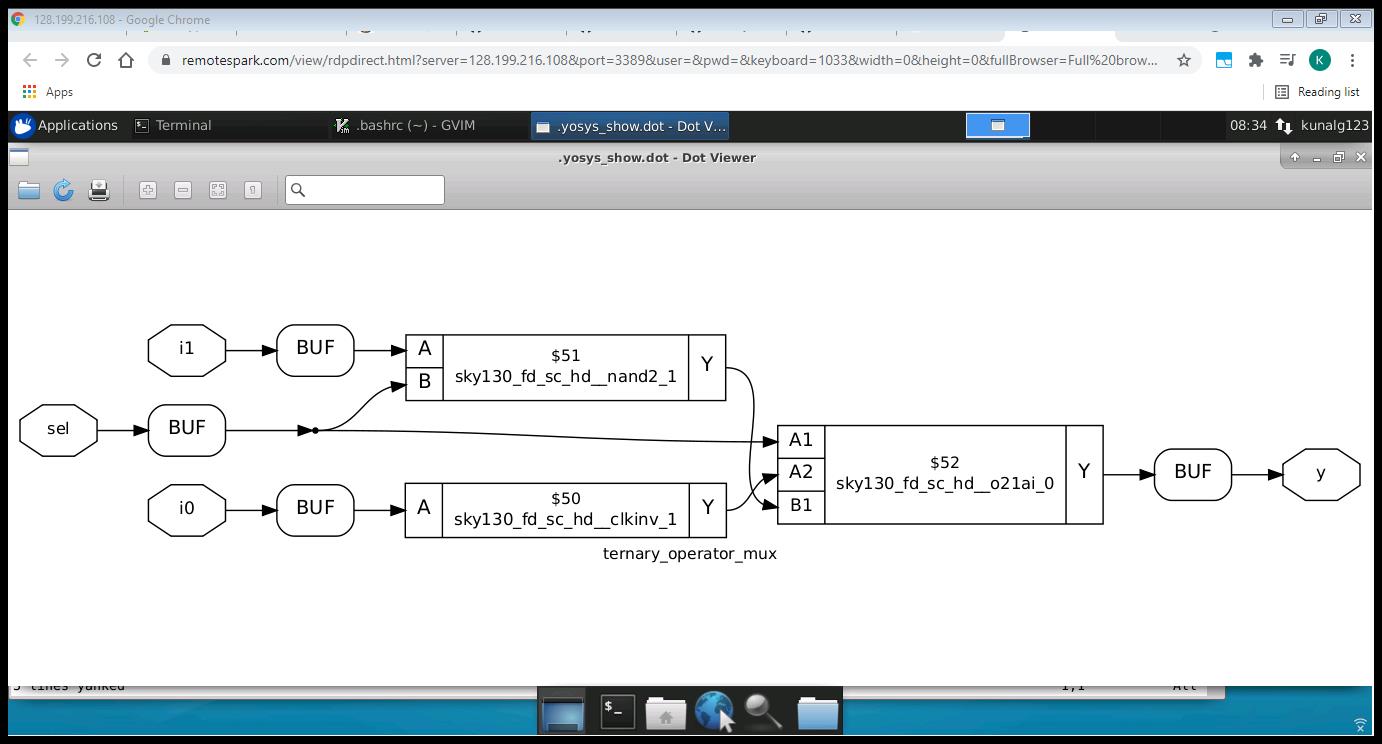 128.199.216.108 - Google Chrome
remotespark.com/view/rdpdirect.html?server=128.199.216.108&port=3389&user=&pwd=&keyboard=1033&width=0&height=0&fullBrowser=Full%20brow...
K
Apps
Reading list
Applications
Terminal
.bashrc (~) - GVIM
.yosys_show.dot - Dot V...
08:34
kunalg123
.yosys_show.dot - Dot Viewer
i1
BUF
A
B
$51
sky130_fd_sc_hd__nand2_1
Y
sel
BUF
A1
A2
B1
$52
sky130_fd_sc_hd__o21ai_0
Y
BUF
y
i0
BUF
A
$50
sky130_fd_sc_hd__clkinv_1
Y
ternary_operator_mux
5 lines yanked
1,1
All
$_